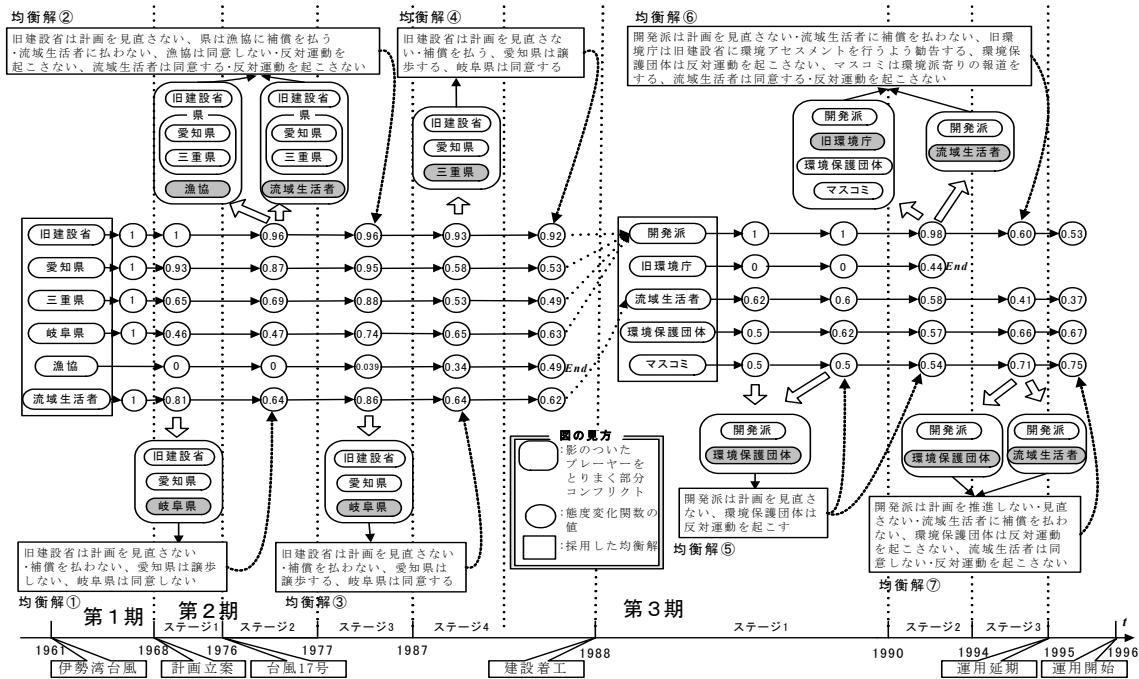 均衡解②
旧建設省は計画を見直さない、県は漁協に補償を払う
・流域生活者に払わない、漁協は同意しない・反対運動を
起こさない、流域生活者は同意する・反対運動を起こさない
均衡解④
旧建設省は計画を見直さな
い・補償を払う、愛知県は譲
歩する、岐阜県は同意する
均衡解⑥
開発派は計画を見直さない・流域生活者に補償を払わない、旧環
境庁は旧建設省に環境アセスメントを行うよう勧告する、環境保
護団体は反対運動を起こさない、マスコミは環境派寄りの報道を
する、流域生活者は同意する・反対運動を起こさない
旧建設省
県
愛知県
三重県
漁協
旧建設省
県
愛知県
三重県
流域生活者
旧建設省
愛知県
三重県
開発派
旧環境庁
環境保護団体
マスコミ
開発派
流域生活者
旧建設省 1 1 0.96 0.96 0.93 0.92
愛知県 1 0.93 0.87 0.95 0.58 0.53
三重県 1 0.65 0.69 0.88 0.53 0.49
岐阜県 1 0.46 0.47 0.74 0.65 0.63
漁協 0 0 0.039 0.34 0.49 End
流域生活者 1 0.81 0.64 0.86 0.64 0.62
開発派 1 1 0.98 0.60 0.53
旧環境庁 0 0 0.44 End
流域生活者 0.62 0.6 0.58 0.41 0.37
環境保護団体 0.5 0.62 0.57 0.66 0.67
マスコミ 0.5 0.5 0.54 0.71 0.75
旧建設省
愛知県
岐阜県
旧建設省
愛知県
岐阜県
図の見方
:影のついた
プレーヤーを
とりまく部分
コンフリクト
:態度変化関数の
値
:採用した均衡解
開発派
環境保護団体
開発派
環境保護団体
開発派
流域生活者
旧建設省は計画を見直さない
・補償を払わない、愛知県は譲歩
しない、岐阜県は同意しない
均衡解①
旧建設省は計画を見直さない
・補償を払わない、愛知県は
譲歩する、岐阜県は同意する
均衡解③
開発派は計画を見直さ
ない、環境保護団体は
反対運動を起こす
均衡解⑤
開発派は計画を推進しない・見直
さない・流域生活者に補償を払わ
ない、環境保護団体は反対運動
を起こさない、流域生活者は同
意しない・反対運動を起こさない
均衡解⑦
第1期 第2期 第3期
ステージ1 ステージ2 ステージ3 ステージ4 ステージ1 ステージ2 ステージ3 t
1961 1968 1976 1977 1987 1988 1990 1994 1995 1996
伊勢湾台風 計画立案 台風17号 建設着工 運用延期 運用開始